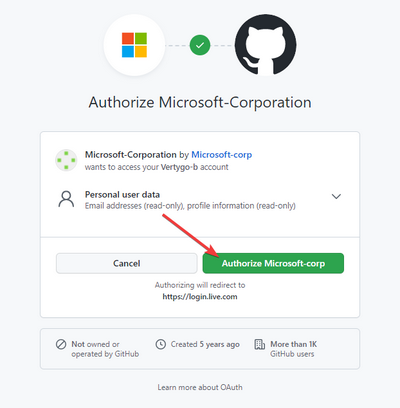 Authorize Microsoft-Corporation
Microsoft-Corporation by Microsoft-corp
wants to access your Vertygo-b account
Personal user data
Email addresses (read-only), profile information (read-only)
Cancel
Authorize Microsoft-corp
Authorizing will redirect to
https://login.live.com
Not owned or
operated by GitHub
Created 5 years ago
More than 1K
GitHub users
Learn more about OAuth